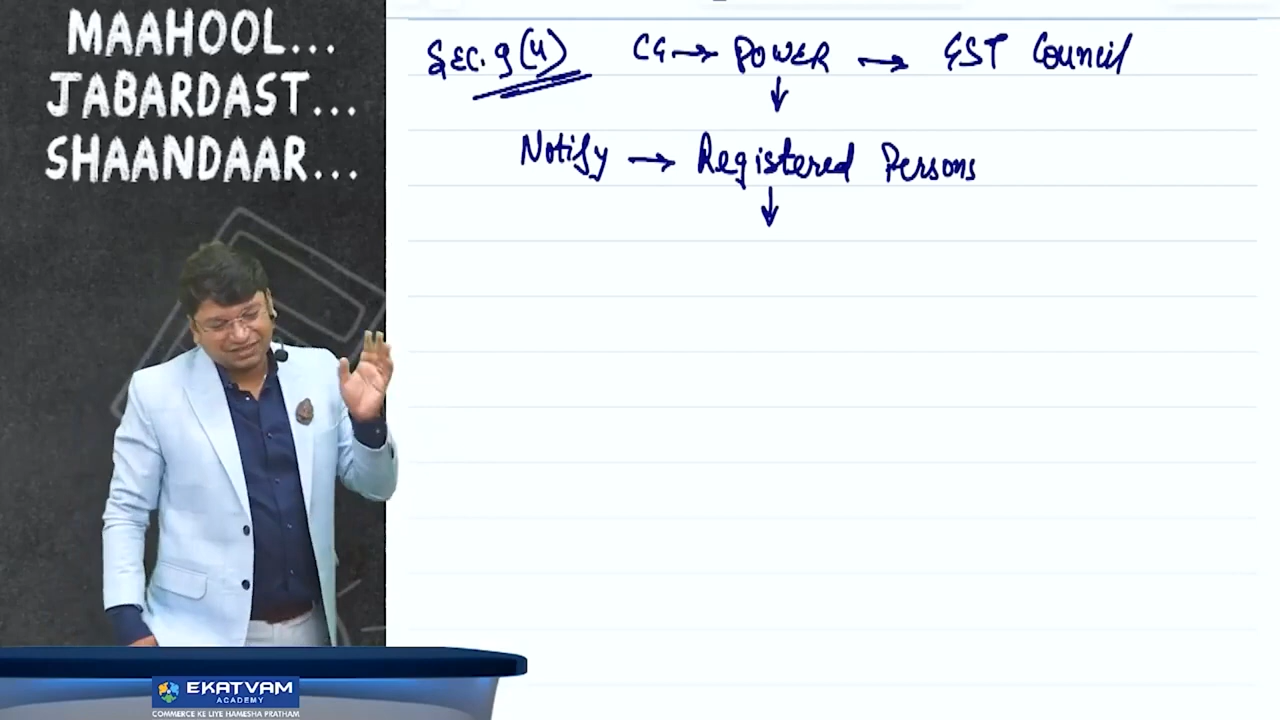 MAAHOOL...
JABARDAST...
SHAANDAAR...
SEC. 9(4) CG → POWER → GST Council
↓
Notify → Registered Persons
↓
EKATVAM
ACADEMY
COMMERCE KE LIYE HAMESHA PRATHAM